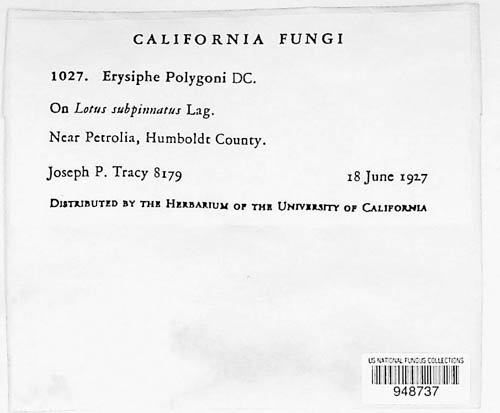 CALIFORNIA FUNGI
1027. Erysiphe Polygoni DC.
On Lotus subpinnatus Lag.
Near Petrolia, Humboldt County.
Joseph P. Tracy 8179 18 June 1927
DISTRIBUTED BY THE HERBARIUM OF THE UNIVERSITY OF CALIFORNIA
US NATIONAL FUNGUS COLLECTIONS
948737